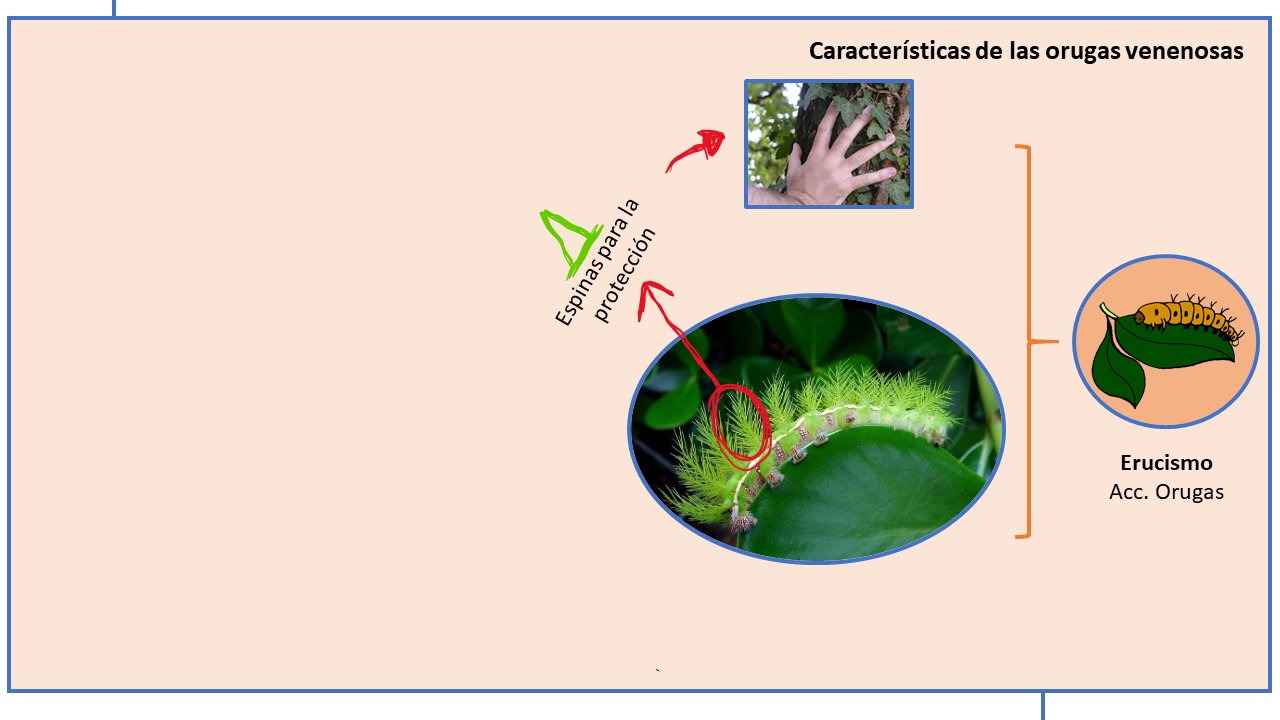 Características de las orugas venenosas
Espinas para la
protección
Erucismo
Acc. Orugas
`